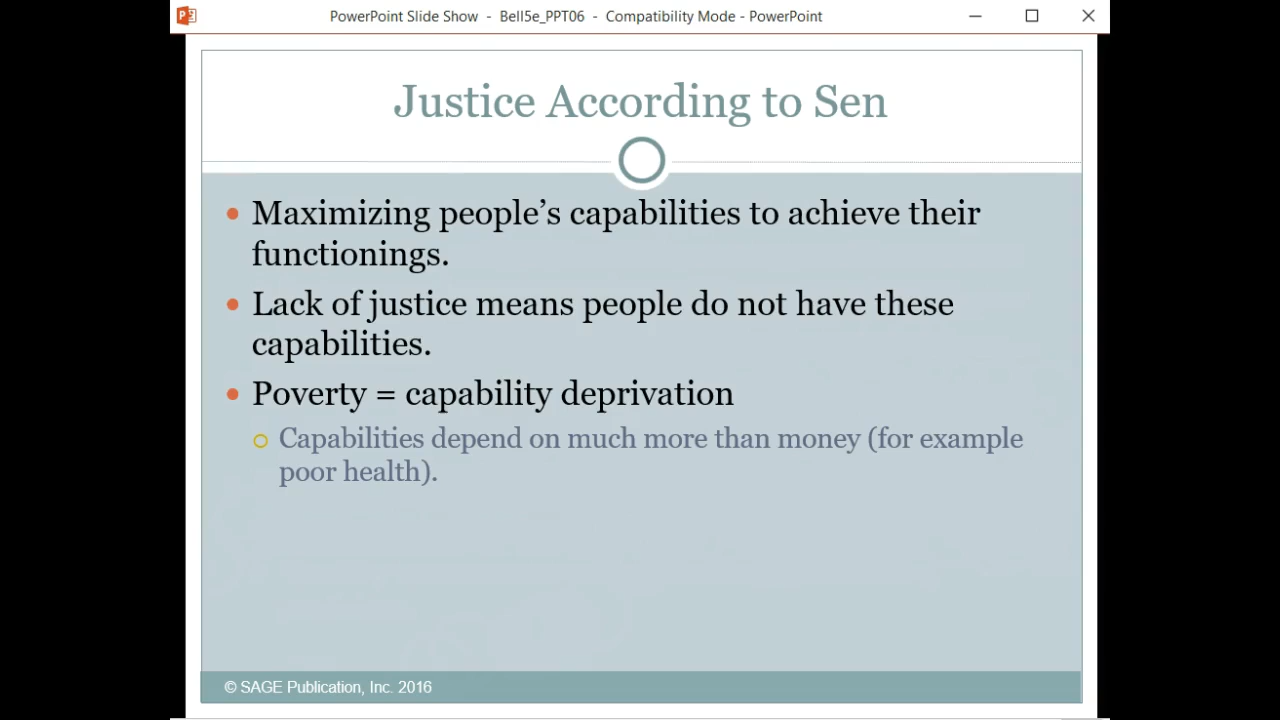 PowerPoint Slide Show - Bell5e_PPT06 - Compatibility Mode - PowerPoint
Justice According to Sen
• Maximizing people’s capabilities to achieve their
functionings.
• Lack of justice means people do not have these
capabilities.
• Poverty = capability deprivation
○ Capabilities depend on much more than money (for example
poor health).
© SAGE Publication, Inc. 2016